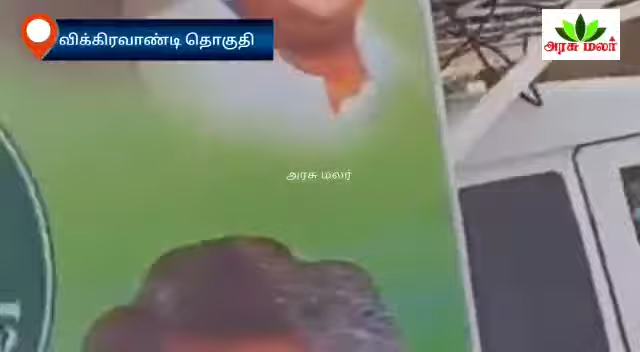 விக்கிரவாண்டி தொகுதி
அரசு மலர்
அரசு மலர்